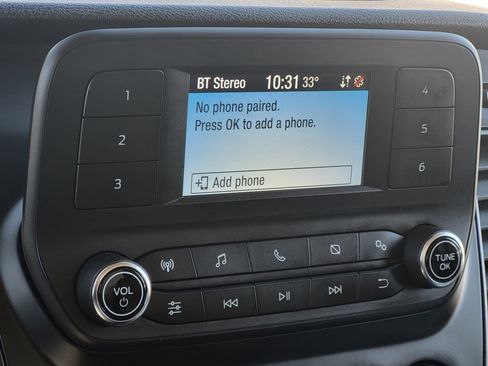 BT Stereo 10:31 33°
No phone paired.
Press OK to add a phone.
Add phone
1
2
3
4
5
6
VOL
TUNE
OK